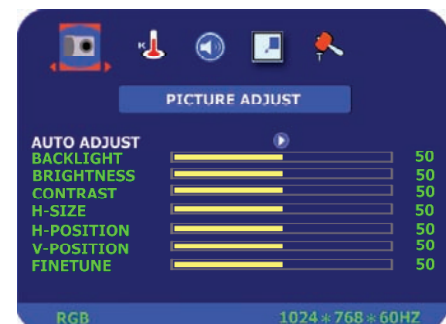 K
PICTURE ADJUST
AUTO ADJUST
BACKLIGHT 50
BRIGHTNESS 50
CONTRAST 50
H-SIZE 50
H-POSITION 50
V-POSITION 50
FINETUNE 50
RGB 1024*768*60HZ